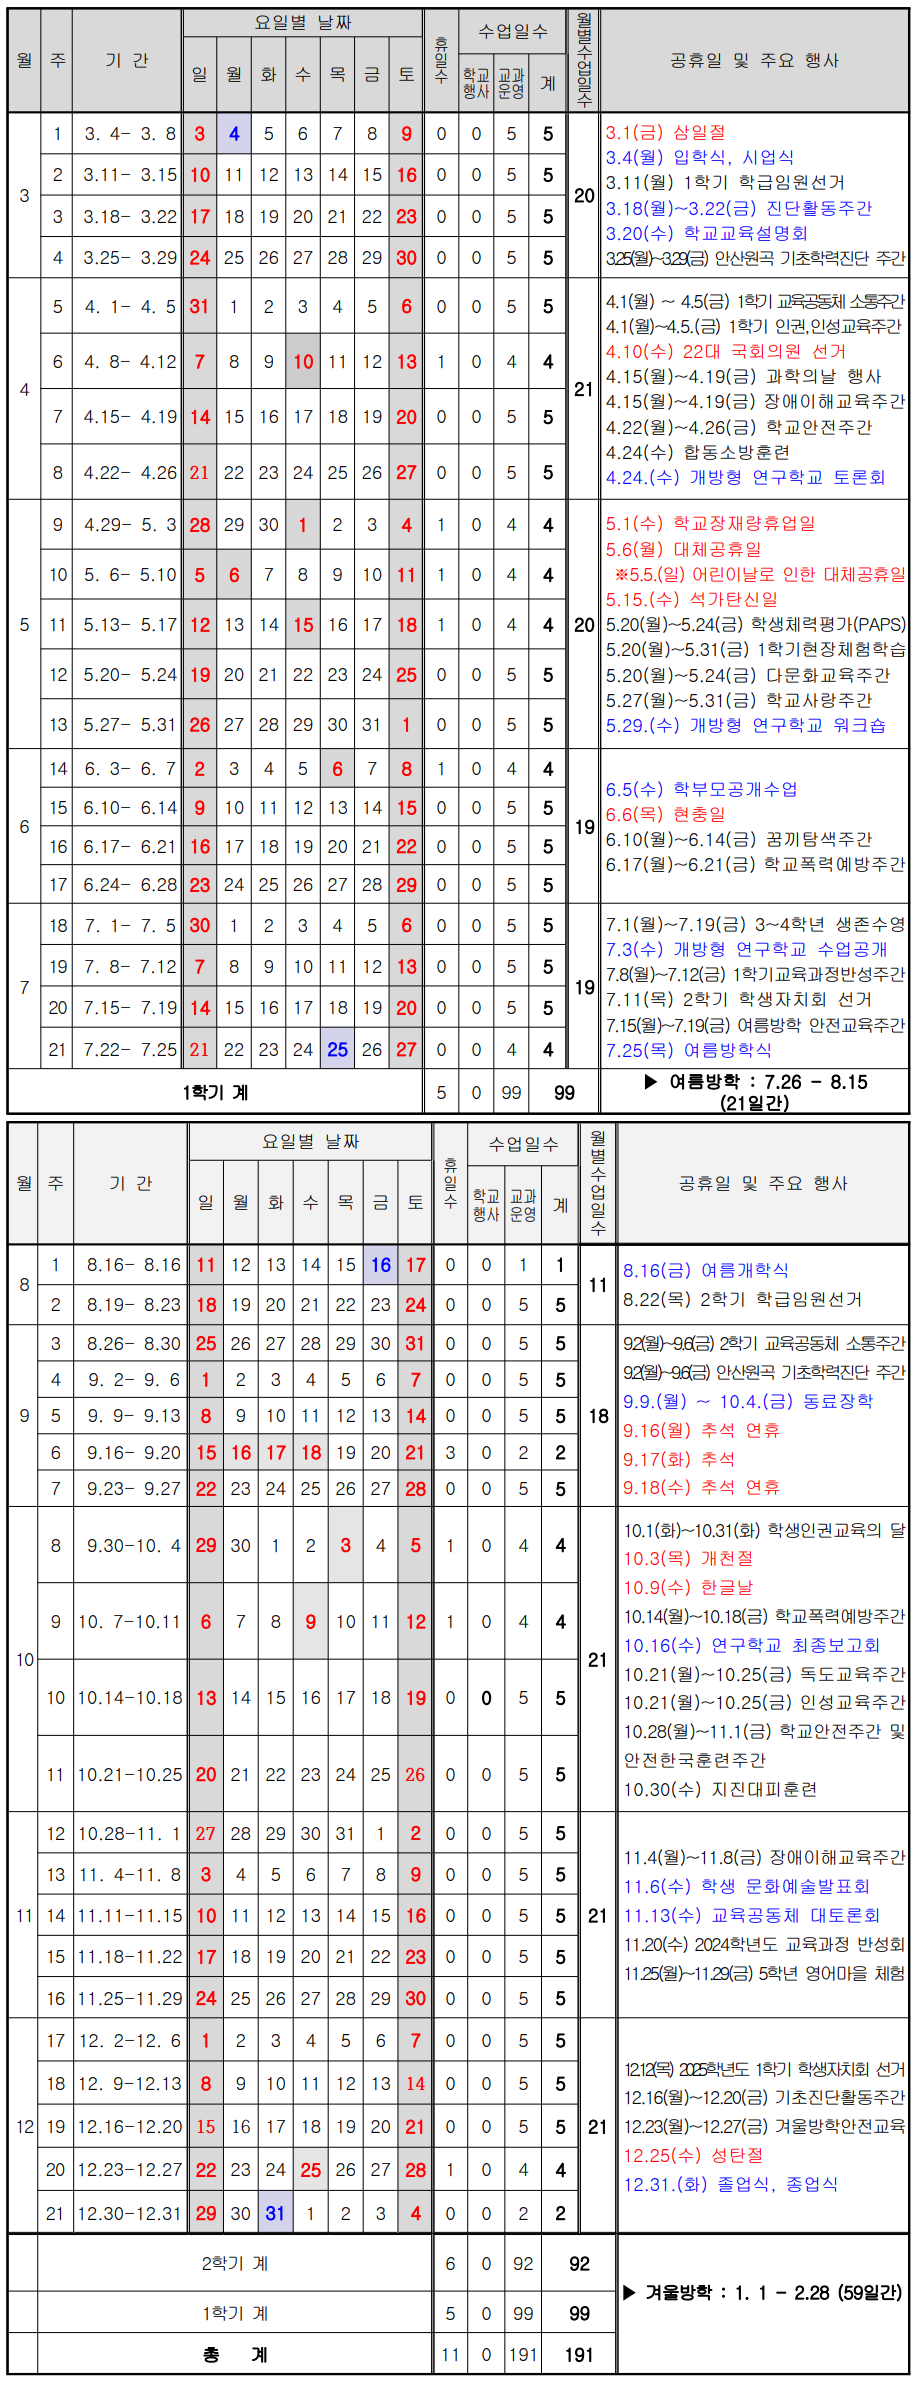 월 주 기 간 요일별 날짜 휴일수 수업일수 월별수업일수 공휴일 및 주요 행사
일 월 화 수 목 금 토 학교행사 교과운영 계
3 1 3. 4- 3. 8 3 4 5 6 7 8 9 0 0 5 5 20
2 3.11- 3.15 10 11 12 13 14 15 16 0 0 5 5
3 3.18- 3.22 17 18 19 20 21 22 23 0 0 5 5
4 3.25- 3.29 24 25 26 27 28 29 30 0 0 5 5
3.1(금) 삼일절
3.4(월) 입학식, 시업식
3.11(월) 1학기 학급임원선거
3.18(월)~3.22(금) 진단활동주간
3.20(수) 학교교육설명회
3.25(월)~3.29(금) 안산원곡 기초학력진단 주간
4 5 4. 1- 4. 5 31 1 2 3 4 5 6 0 0 5 5 21
6 4. 8- 4.12 7 8 9 10 11 12 13 1 0 4 4
7 4.15- 4.19 14 15 16 17 18 19 20 0 0 5 5
8 4.22- 4.26 21 22 23 24 25 26 27 0 0 5 5
4.1(월) ~ 4.5(금) 1학기 교육공동체 소통주간
4.1(월)~4.5.(금) 1학기 인권,인성교육주간
4.10(수) 22대 국회의원 선거
4.15(월)~4.19(금) 과학의날 행사
4.15(월)~4.19(금) 장애이해교육주간
4.22(월)~4.26(금) 학교안전주간
4.24(수) 합동소방훈련
4.24.(수) 개방형 연구학교 토론회
5 9 4.29- 5. 3 28 29 30 1 2 3 4 1 0 4 4 20
10 5. 6- 5.10 5 6 7 8 9 10 11 1 0 4 4
11 5.13- 5.17 12 13 14 15 16 17 18 1 0 4 4
12 5.20- 5.24 19 20 21 22 23 24 25 0 0 5 5
13 5.27- 5.31 26 27 28 29 30 31 1 0 0 5 5
5.1(수) 학교장재량휴업일
5.6(월) 대체공휴일
※5.5.(일) 어린이날로 인한 대체공휴일
5.15.(수) 석가탄신일
5.20(월)~5.24(금) 학생체력평가(PAPS)
5.20(월)~5.31(금) 1학기현장체험학습
5.20(월)~5.24(금) 다문화교육주간
5.27(월)~5.31(금) 학교사랑주간
5.29.(수) 개방형 연구학교 워크숍
6 14 6. 3- 6. 7 2 3 4 5 6 7 8 1 0 4 4 19
15 6.10- 6.14 9 10 11 12 13 14 15 0 0 5 5
16 6.17- 6.21 16 17 18 19 20 21 22 0 0 5 5
17 6.24- 6.28 23 24 25 26 27 28 29 0 0 5 5
6.5(수) 학부모공개수업
6.6(목) 현충일
6.10(월)~6.14(금) 꿈끼탐색주간
6.17(월)~6.21(금) 학교폭력예방주간
7 18 7. 1- 7. 5 30 1 2 3 4 5 6 0 0 5 5 19
19 7. 8- 7.12 7 8 9 10 11 12 13 0 0 5 5
20 7.15- 7.19 14 15 16 17 18 19 20 0 0 5 5
21 7.22- 7.25 21 22 23 24 25 26 27 0 0 4 4
7.1(월)~7.19(금) 3~4학년 생존수영
7.3(수) 개방형 연구학교 수업공개
7.8(월)~7.12(금) 1학기교육과정반성주간
7.11(목) 2학기 학생자치회 선거
7.15(월)~7.19(금) 여름방학 안전교육주간
7.25(목) 여름방학식
1학기 계 5 0 99 99
▶ 여름방학 : 7.26 - 8.15
(21일간)
월 주 기 간 요일별 날짜 휴일수 수업일수 월별수업일수 공휴일 및 주요 행사
일 월 화 수 목 금 토 학교행사 교과운영 계
8 1 8.16- 8.16 11 12 13 14 15 16 17 0 0 1 1 11
2 8.19- 8.23 18 19 20 21 22 23 24 0 0 5 5
8.16(금) 여름개학식
8.22(목) 2학기 학급임원선거
9 3 8.26- 8.30 25 26 27 28 29 30 31 0 0 5 5 18
4 9. 2- 9. 6 1 2 3 4 5 6 7 0 0 5 5
5 9. 9- 9.13 8 9 10 11 12 13 14 0 0 5 5
6 9.16- 9.20 15 16 17 18 19 20 21 3 0 2 2
7 9.23- 9.27 22 23 24 25 26 27 28 0 0 5 5
9.2(월)~9.6(금) 2학기 교육공동체 소통주간
9.2(월)~9.6(금) 안산원곡 기초학력진단 주간
9.9.(월) ~ 10.4.(금) 동료장학
9.16(월) 추석 연휴
9.17(화) 추석
9.18(수) 추석 연휴
10 8 9.30-10. 4 29 30 1 2 3 4 5 1 0 4 4 21
9 10. 7-10.11 6 7 8 9 10 11 12 1 0 4 4
10 10.14-10.18 13 14 15 16 17 18 19 0 0 5 5
11 10.21-10.25 20 21 22 23 24 25 26 0 0 5 5
10.1(화)~10.31(화) 학생인권교육의 달
10.3(목) 개천절
10.9(수) 한글날
10.14(월)~10.18(금) 학교폭력예방주간
10.16(수) 연구학교 최종보고회
10.21(월)~10.25(금) 독도교육주간
10.21(월)~10.25(금) 인성교육주간
10.28(월)~11.1(금) 학교안전주간 및
안전한국훈련주간
10.30(수) 지진대피훈련
11 12 10.28-11. 1 27 28 29 30 31 1 2 0 0 5 5 21
13 11. 4-11. 8 3 4 5 6 7 8 9 0 0 5 5
14 11.11-11.15 10 11 12 13 14 15 16 0 0 5 5
15 11.18-11.22 17 18 19 20 21 22 23 0 0 5 5
16 11.25-11.29 24 25 26 27 28 29 30 0 0 5 5
11.4(월)~11.8(금) 장애이해교육주간
11.6(수) 학생 문화예술발표회
11.13(수) 교육공동체 대토론회
11.20(수) 2024학년도 교육과정 반성회
11.25(월)~11.29(금) 5학년 영어마을 체험
12 17 12. 2-12. 6 1 2 3 4 5 6 7 0 0 5 5 21
18 12. 9-12.13 8 9 10 11 12 13 14 0 0 5 5
19 12.16-12.20 15 16 17 18 19 20 21 0 0 5 5
20 12.23-12.27 22 23 24 25 26 27 28 1 0 4 4
21 12.30-12.31 29 30 31 1 2 3 4 0 0 2 2
12.12(목) 2025학년도 1학기 학생자치회 선거
12.16(월)~12.20(금) 기초진단활동주간
12.23(월)~12.27(금) 겨울방학안전교육
12.25(수) 성탄절
12.31.(화) 졸업식, 종업식
2학기 계 6 0 92 92
1학기 계 5 0 99 99
총 계 11 0 191 191
▶ 겨울방학 : 1. 1 - 2.28 (59일간)